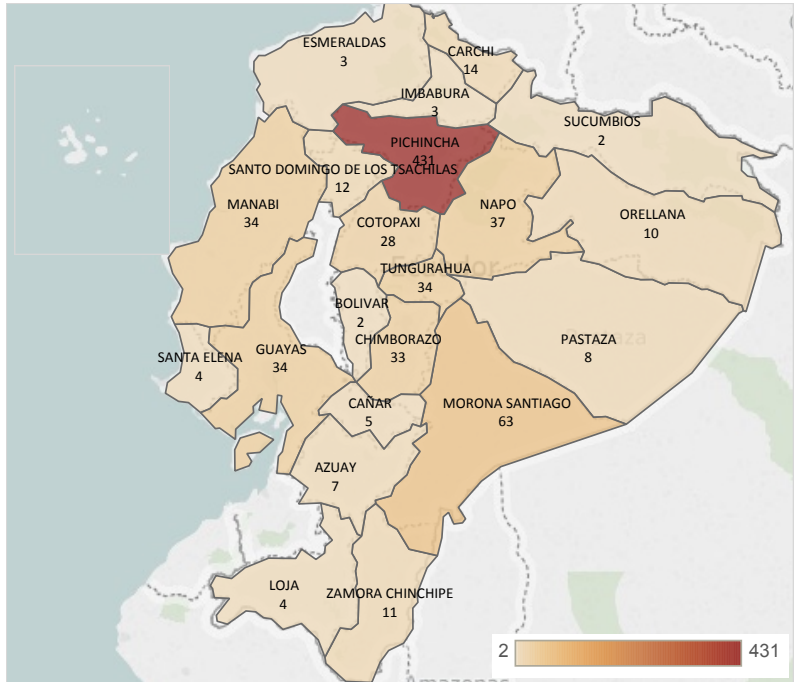 ESMERALDAS
3
CARCHI
14
IMBABURA
3
SUCUMBIOS
2
PICHINCHA
431
SANTO DOMINGO DE LOS TSACHILAS
12
MANABI
34
NAPO
37
ORELLANA
10
COTOPAXI
28
Ecuador
TUNGURAHUA
34
BOLIVAR
2
CHIMBORAZO
33
PASTAZA
8
SANTA ELENA
4
GUAYAS
34
CAÑAR
5
MORONA SANTIAGO
63
AZUAY
7
LOJA
4
ZAMORA CHINCHIPE
11
2
431
Amazonas